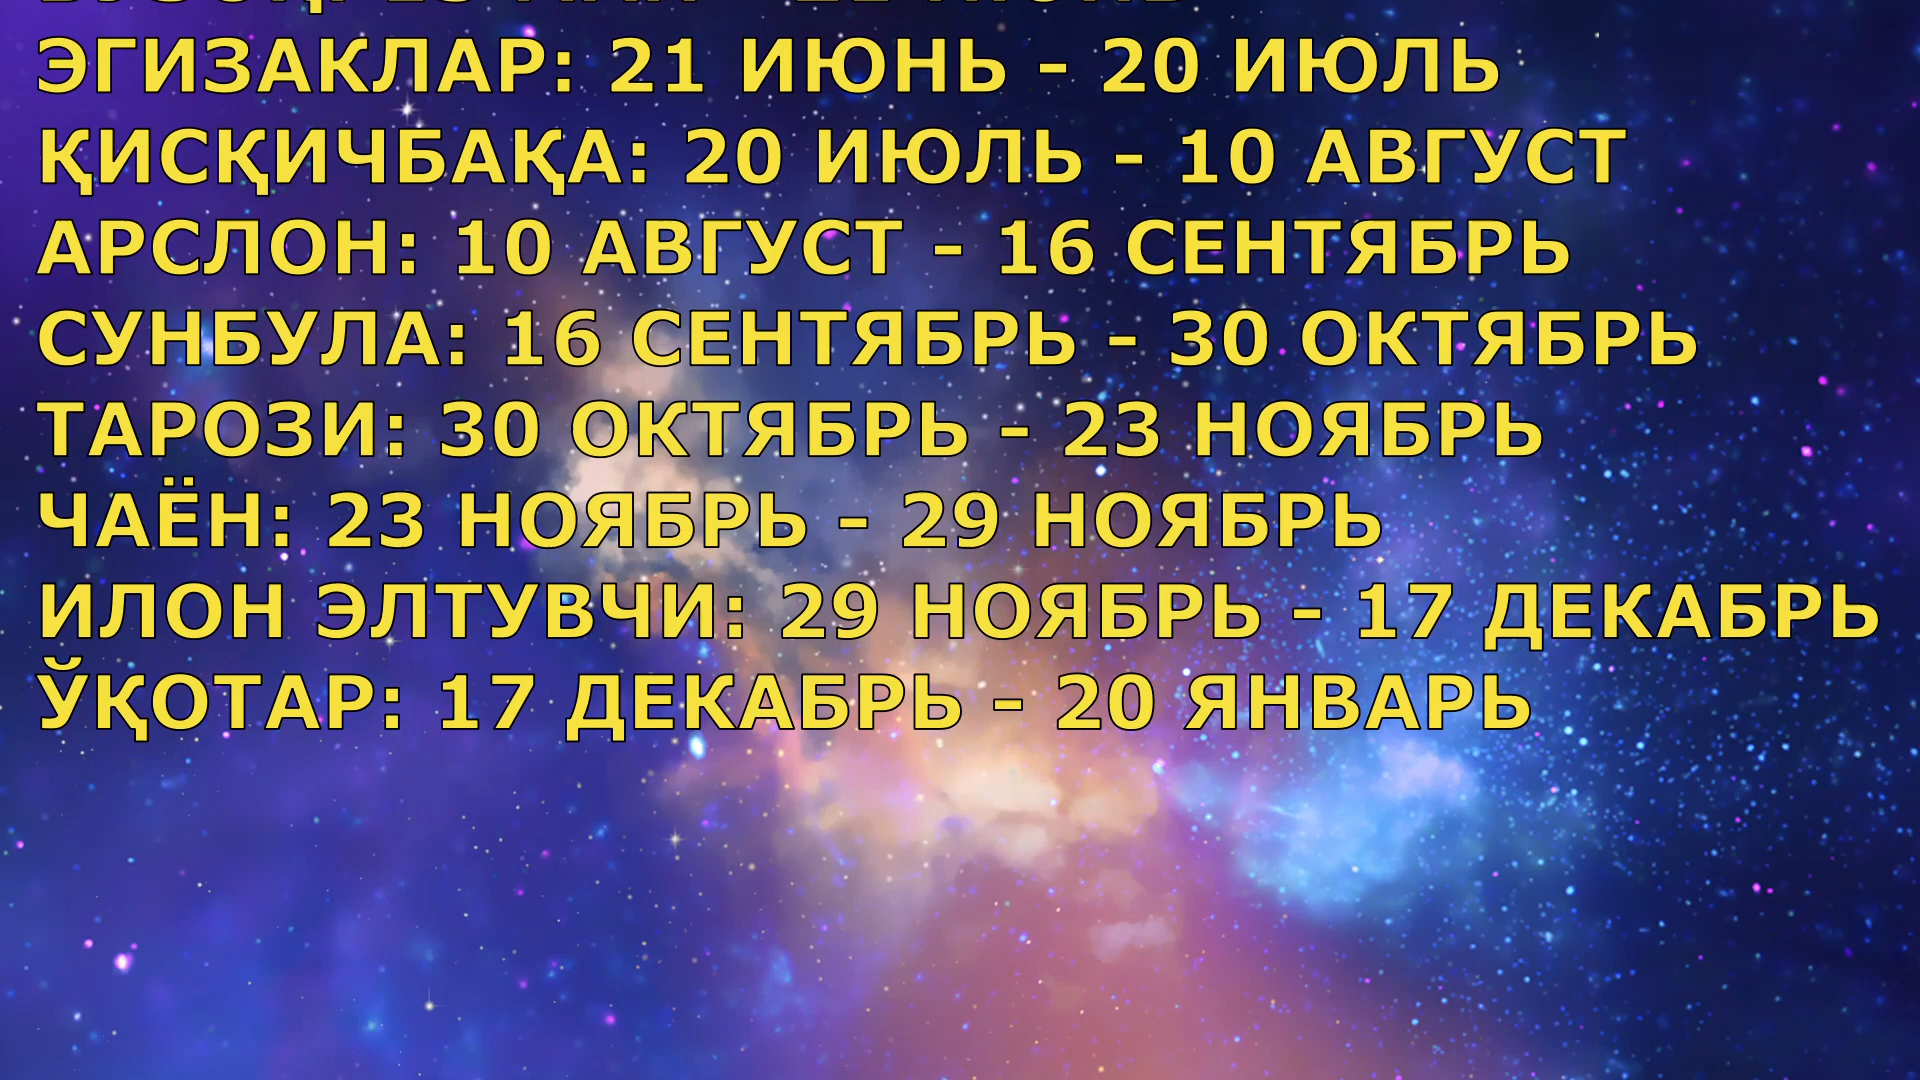 ЭГИЗАКЛАР: 21 ИЮНЬ – 20 ИЮЛЬ
ҚИСҚИЧБАҚА: 20 ИЮЛЬ – 10 АВГУСТ
АРСЛОН: 10 АВГУСТ – 16 СЕНТЯБРЬ
СУНБУЛА: 16 СЕНТЯБРЬ – 30 ОКТЯБРЬ
ТАРОЗИ: 30 ОКТЯБРЬ – 23 НОЯБРЬ
ЧАЁН: 23 НОЯБРЬ – 29 НОЯБРЬ
ИЛОН ЭЛТУВЧИ: 29 НОЯБРЬ – 17 ДЕКАБРЬ
ЎҚОТАР: 17 ДЕКАБРЬ – 20 ЯНВАРЬ